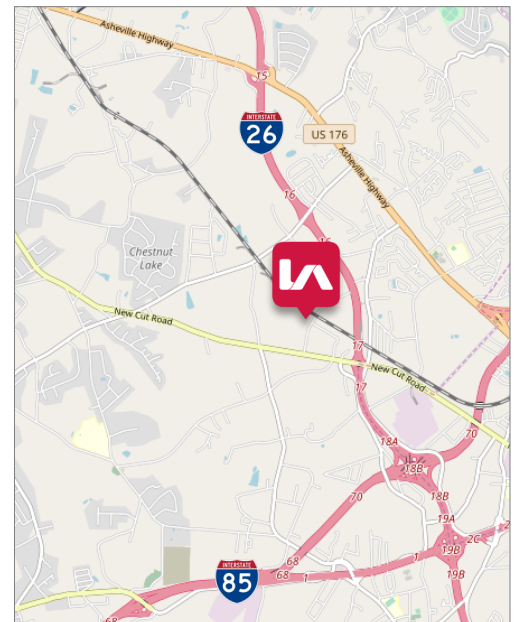 Asheville Highway
15
INTERSTATE
26
US 176
Asheville Highway
16
16
Chestnut
Lake
New Cut Road
17
New Cut Road
17
18A
70
18B
70
18B
19A
2C
19B
68
1
68
1
19B
INTERSTATE
85
68